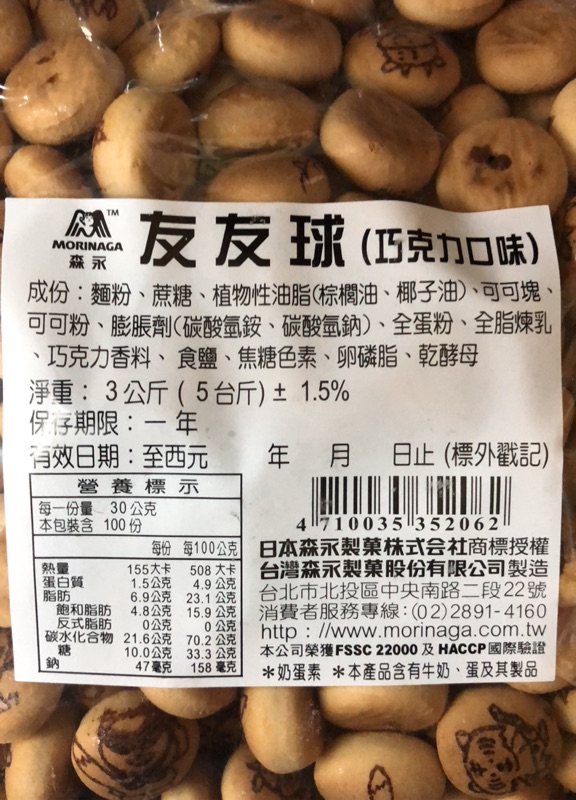 MORINAGA TM
森永
友友球(巧克力口味)
成份：麵粉、蔗糖、植物性油脂(棕櫚油、椰子油)、可可塊、
可可粉、膨脹劑(碳酸氫銨、碳酸氫鈉)、全蛋粉、全脂煉乳
、巧克力香料、食鹽、焦糖色素、卵磷脂、乾酵母
淨重：3公斤(5台斤)± 1.5%
保存期限：一年
有效日期：至西元 年 月 日止(標外戳記)
營養標示
每一份量 30公克
本包裝含 100份
每份 每100公克
熱量 155大卡 508大卡
蛋白質 1.5公克 4.9公克
脂肪 6.9公克 23.1公克
飽和脂肪 4.8公克 15.9公克
反式脂肪 0公克 0公克
碳水化合物 21.6公克 70.2公克
糖 10.0公克 33.3公克
鈉 47毫克 158毫克
4 710035 352062
日本森永製菓株式会社商標授權
台灣森永製菓股份有限公司製造
台北市北投區中央南路二段22號
消費者服務專線：(02)2891-4160
http：//www.morinaga.com.tw
本公司榮獲FSSC 22000 及 HACCP國際驗證
＊奶蛋素 ＊本產品含有牛奶、蛋及其製品